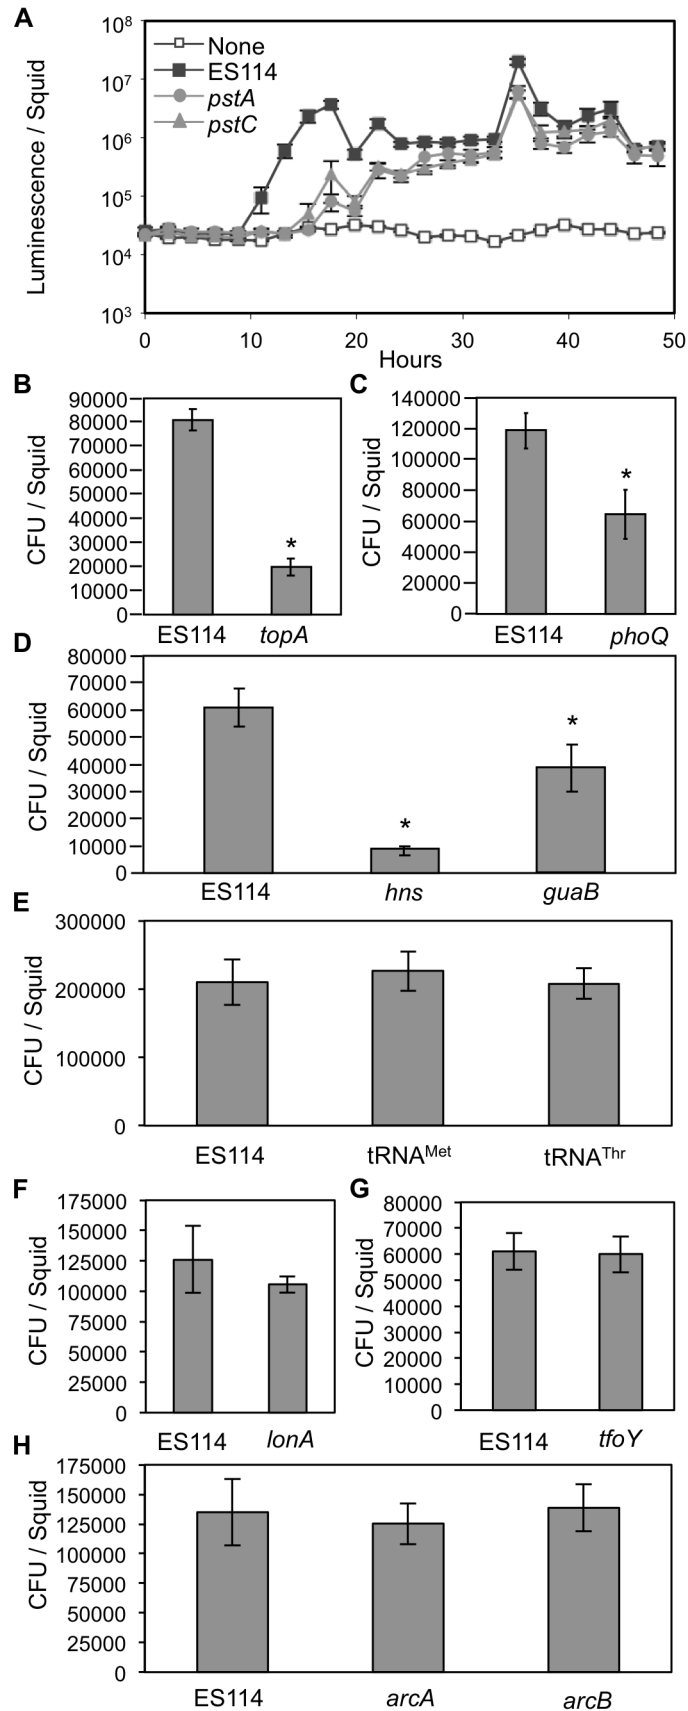 A
Luminescence / Squid
10⁸
10⁷
10⁶
10⁵
10⁴
10³
None
ES114
pstA
pstC
0 10 20 30 40 50
Hours
B
CFU / Squid
90000
80000
70000
60000
50000
40000
30000
20000
10000
0
*
ES114 topA
C
CFU / Squid
140000
120000
100000
80000
60000
40000
20000
0
*
ES114 phoQ
D
CFU / Squid
80000
70000
60000
50000
40000
30000
20000
10000
0
*
*
ES114 hns guaB
E
CFU / Squid
300000
200000
100000
0
ES114 tRNAᴹᵉᵗ tRNAᵀʰʳ
F
CFU / Squid
175000
150000
125000
100000
75000
50000
25000
0
ES114 lonA
G
CFU / Squid
80000
70000
60000
50000
40000
30000
20000
10000
0
ES114 tfoY
H
CFU / Squid
175000
150000
125000
100000
75000
50000
25000
0
ES114 arcA arcB